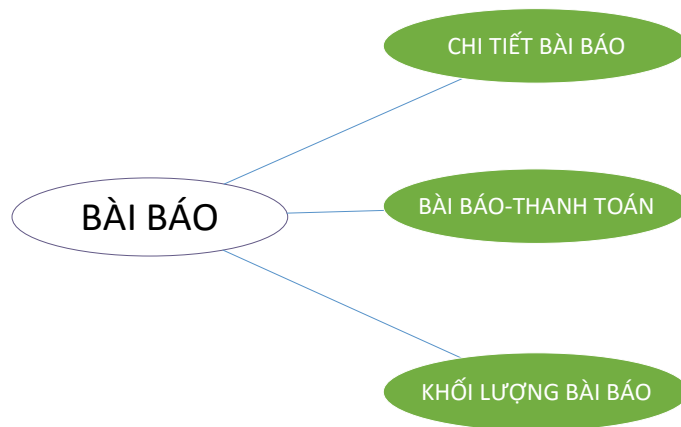 CHI TIẾT BÀI BÁO
BÀI BÁO
BÀI BÁO-THANH TOÁN
KHỐI LƯỢNG BÀI BÁO